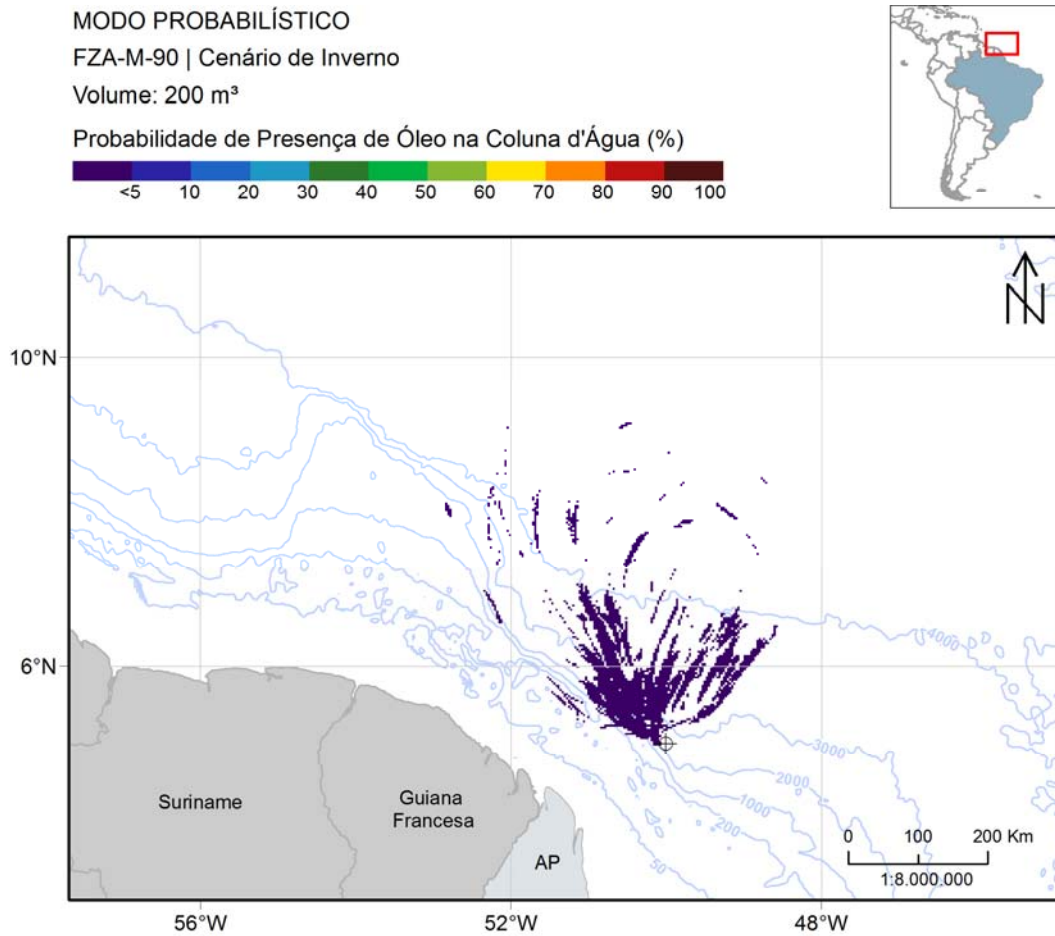 MODO PROBABILÍSTICO
FZA-M-90 | Cenário de Inverno
Volume: 200 m³
Probabilidade de Presença de Óleo na Coluna d'Água (%)
<5 10 20 30 40 50 60 70 80 90 100
N
10°N
6°N
4000
3000
2000
1000
200
50
Suriname
Guiana
Francesa
AP
0 100 200 Km
1:8.000.000
56°W 52°W 48°W